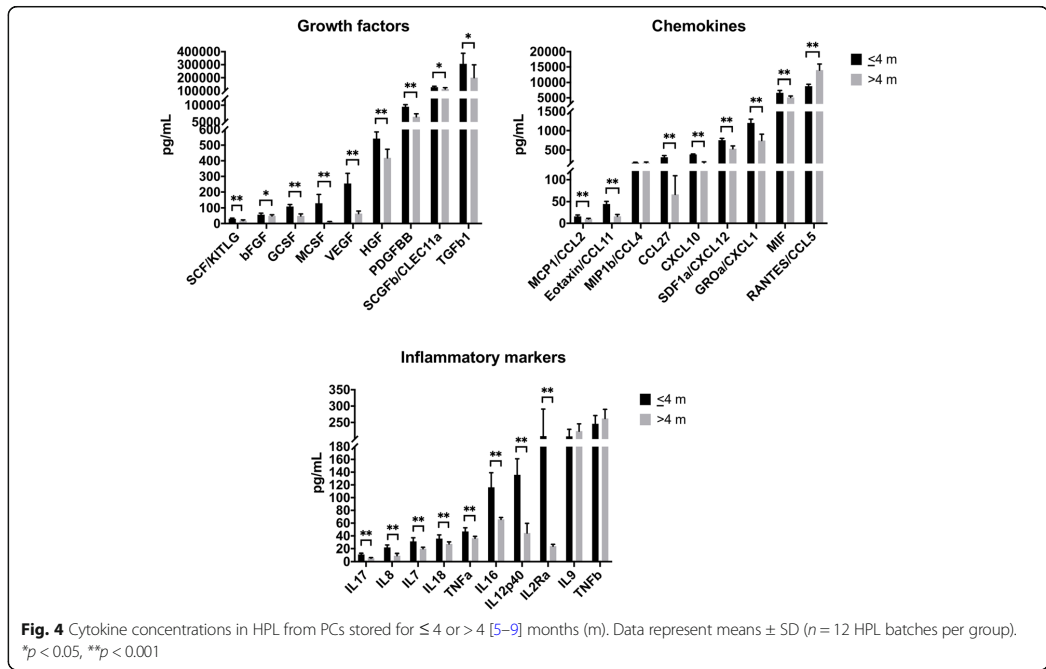 Growth factors
400000
300000
200000
100000
10000
5000
600
500
400
300
200
100
0
pg/mL
** * ** ** ** ** ** * *
SCF/KITLG
bFGF
GCSF
MCSF
VEGF
HGF
PDGFBB
SCGFb/CLEC11a
TGFb1
Chemokines
20000
15000
10000
5000
1500
1000
500
150
100
50
0
pg/mL
** ** ** ** ** ** ** **
≤4 m
>4 m
MCP1/CCL2
Eotaxin/CCL11
MIP1b/CCL4
CCL27
CXCL10
SDF1a/CXCL12
GROa/CXCL1
MIF
RANTES/CCL5
Inflammatory markers
350
300
250
180
160
140
120
100
80
60
40
20
0
pg/mL
** ** ** ** ** ** ** **
≤4 m
>4 m
IL17
IL8
IL7
IL18
TNFa
IL16
IL12p40
IL2Ra
IL9
TNFb
Fig. 4 Cytokine concentrations in HPL from PCs stored for ≤ 4 or > 4 [5–9] months (m). Data represent means ± SD (n = 12 HPL batches per group).
*p < 0.05, **p < 0.001